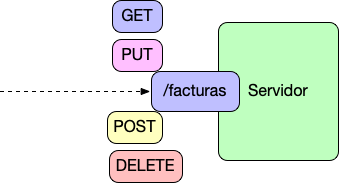 GET
PUT
/facturas
Servidor
POST
DELETE